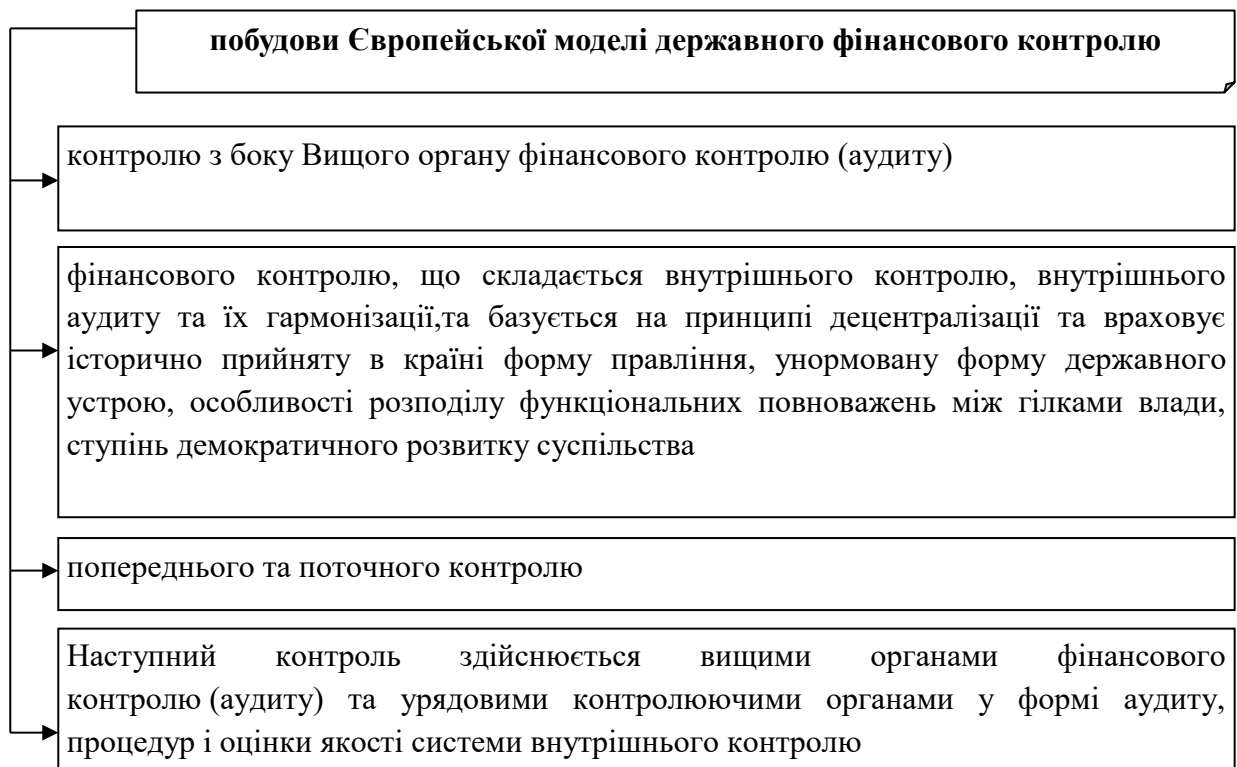 побудови Європейської моделі державного фінансового контролю
контролю з боку Вищого органу фінансового контролю (аудиту)
фінансового контролю, що складається внутрішнього контролю, внутрішнього
аудиту та їх гармонізації,та базується на принципі децентралізації та враховує
історично прийняту в країні форму правління, унормовану форму державного
устрою, особливості розподілу функціональних повноважень між гілками влади,
ступінь демократичного розвитку суспільства
попереднього та поточного контролю
Наступний контроль здійснюється вищими органами фінансового
контролю (аудиту) та урядовими контролюючими органами у формі аудиту,
процедур і оцінки якості системи внутрішнього контролю